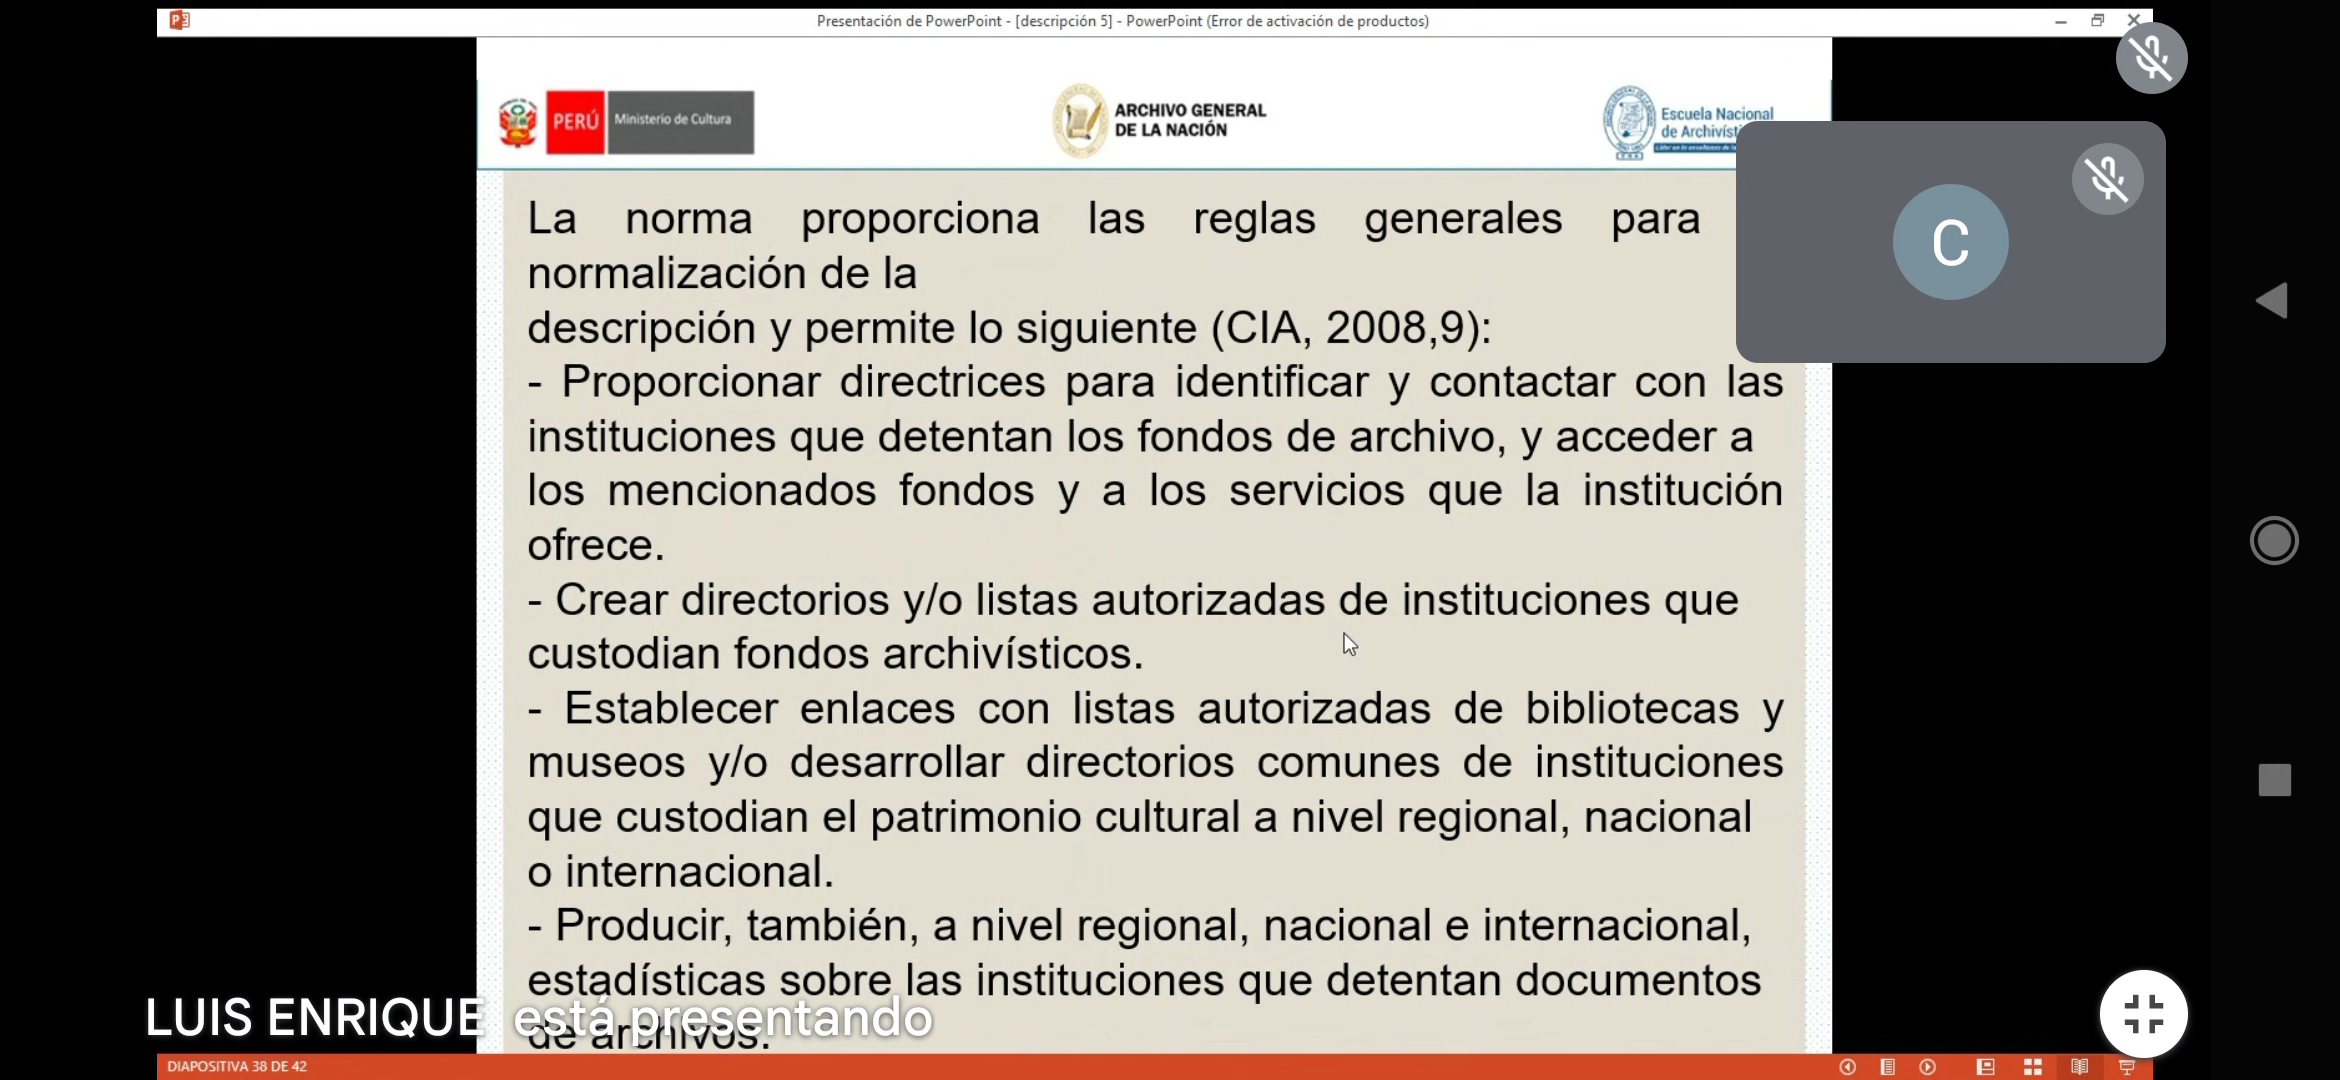 Presentación de PowerPoint - [descripción 5] - PowerPoint (Error de activación de productos)
PERÚ
Ministerio de Cultura
ARCHIVO GENERAL
DE LA NACIÓN
Escuela Nacional
de Archivíst
C
La norma proporciona las reglas generales para
normalización de la
descripción y permite lo siguiente (CIA, 2008,9):
- Proporcionar directrices para identificar y contactar con las
instituciones que detentan los fondos de archivo, y acceder a
los mencionados fondos y a los servicios que la institución
ofrece.
- Crear directorios y/o listas autorizadas de instituciones que
custodian fondos archivísticos.
- Establecer enlaces con listas autorizadas de bibliotecas y
museos y/o desarrollar directorios comunes de instituciones
que custodian el patrimonio cultural a nivel regional, nacional
o internacional.
- Producir, también, a nivel regional, nacional e internacional,
estadísticas sobre las instituciones que detentan documentos
de archivos.
LUIS ENRIQUE está presentando
DIAPOSITIVA 38 DE 42